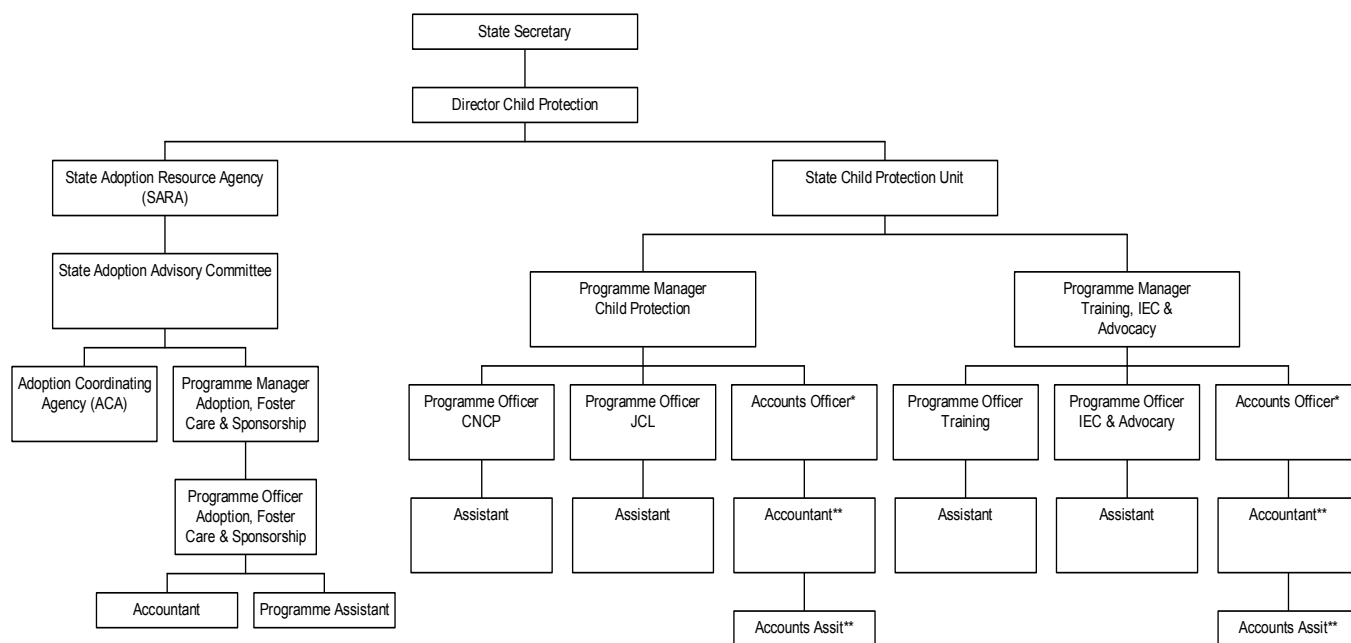 State Secretary
Director Child Protection
State Adoption Resource Agency
(SARA)
State Child Protection Unit
State Adoption Advisory Committee
Programme Manager
Child Protection
Programme Manager
Training, IEC &
Advocacy
Adoption Coordinating
Agency (ACA)
Programme Manager
Adoption, Foster
Care & Sponsorship
Programme Officer
CNCP
Programme Officer
JCL
Accounts Officer*
Programme Officer
Training
Programme Officer
IEC & Advocary
Accounts Officer*
Programme Officer
Adoption, Foster
Care & Sponsorship
Assistant
Assistant
Accountant**
Assistant
Assistant
Accountant**
Accountant
Programme Assistant
Accounts Assit**
Accounts Assit**